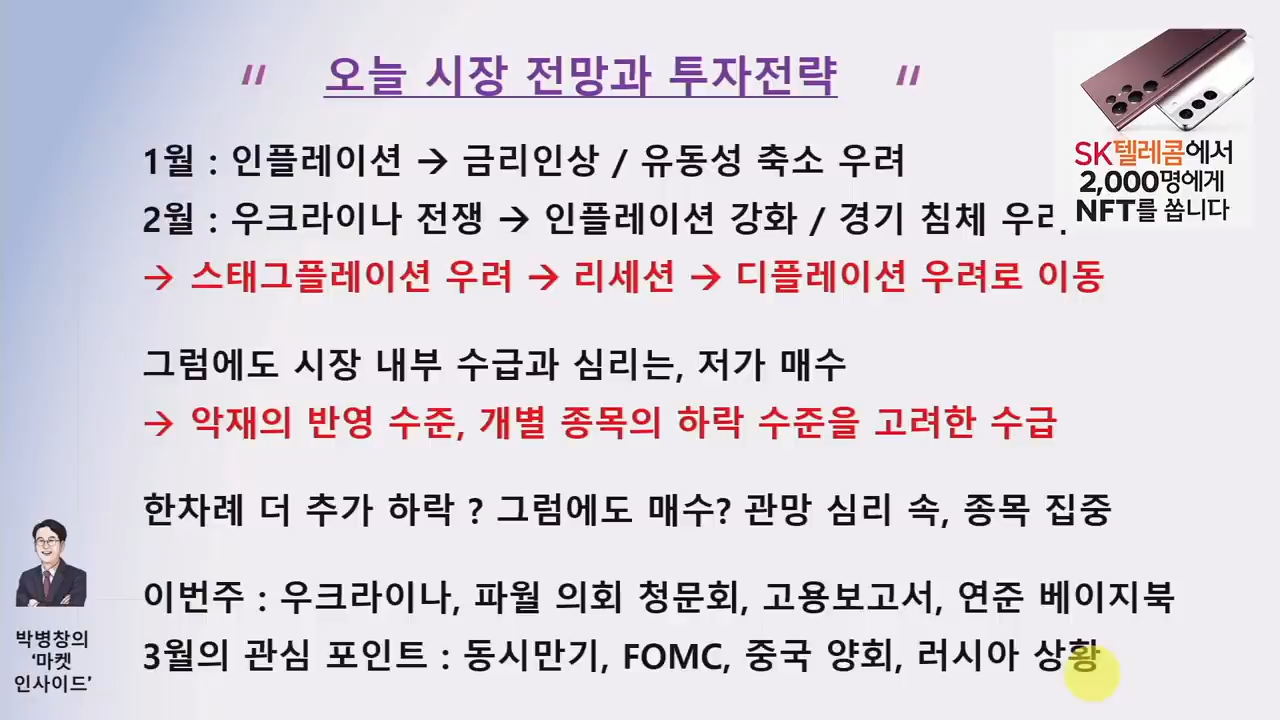 " 오늘 시장 전망과 투자전략 "
1월 : 인플레이션 → 금리인상 / 유동성 축소 우려
2월 : 우크라이나 전쟁 → 인플레이션 강화 / 경기 침체
→ 스태그플레이션 우려 → 리세션 → 디플레이션 우려로 이동
그럼에도 시장 내부 수급과 심리는, 저가 매수
→ 악재의 반영 수준, 개별 종목의 하락 수준을 고려한 수급
한차례 더 추가 하락 ? 그럼에도 매수? 관망 심리 속, 종목 집중
이번주 : 우크라이나, 파월 의회 청문회, 고용보고서, 연준 베이지북
3월의 관심 포인트 : 동시만기, FOMC, 중국 양회, 러시아 상황
SK텔레콤에서
2,000명에게
NFT를 쏩니다
박병창의
'마켓
인사이드'